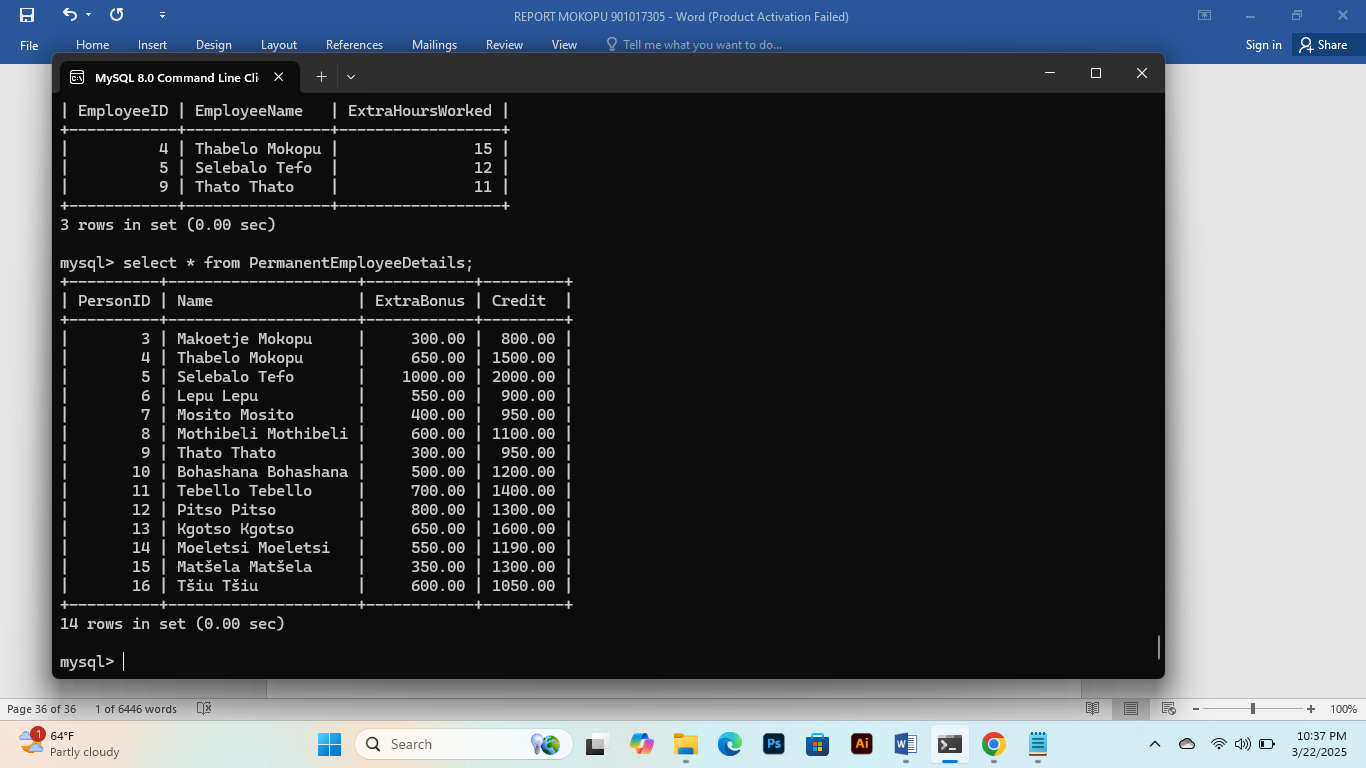 REPORT MOKOPU 901017305 - Word (Product Activation Failed)
File Home Insert Design Layout References Mailings Review View Tell me what you want to do... Sign in Share
MySQL 8.0 Command Line Cli
| EmployeeID | EmployeeName   | ExtraHoursWorked |
+------------+----------------+------------------+
|          4 | Thabelo Mokopu |               15 |
|          5 | Selebalo Tefo  |               12 |
|          9 | Thato Thato    |               11 |
+------------+----------------+------------------+
3 rows in set (0.00 sec)
mysql> select * from PermanentEmployeeDetails;
+----------+---------------------+------------+---------+
| PersonID | Name                | ExtraBonus | Credit  |
+----------+---------------------+------------+---------+
|        3 | Makoetje Mokopu     |     300.00 |  800.00 |
|        4 | Thabelo Mokopu      |     650.00 | 1500.00 |
|        5 | Selebalo Tefo       |    1000.00 | 2000.00 |
|        6 | Lepu Lepu           |     550.00 |  900.00 |
|        7 | Mosito Mosito       |     400.00 |  950.00 |
|        8 | Mothibeli Mothibeli |     600.00 | 1100.00 |
|        9 | Thato Thato         |     300.00 |  950.00 |
|       10 | Bohashana Bohashana |     500.00 | 1200.00 |
|       11 | Tebello Tebello     |     700.00 | 1400.00 |
|       12 | Pitso Pitso         |     800.00 | 1300.00 |
|       13 | Kgotso Kgotso       |     650.00 | 1600.00 |
|       14 | Moeletsi Moeletsi   |     550.00 | 1190.00 |
|       15 | Matšela Matšela     |     350.00 | 1300.00 |
|       16 | Tšiu Tšiu           |     600.00 | 1050.00 |
+----------+---------------------+------------+---------+
14 rows in set (0.00 sec)
mysql>
Page 36 of 36 1 of 6446 words 100%
1 64°F
Partly cloudy
Search
Ps
Ai
10:37 PM
3/22/2025